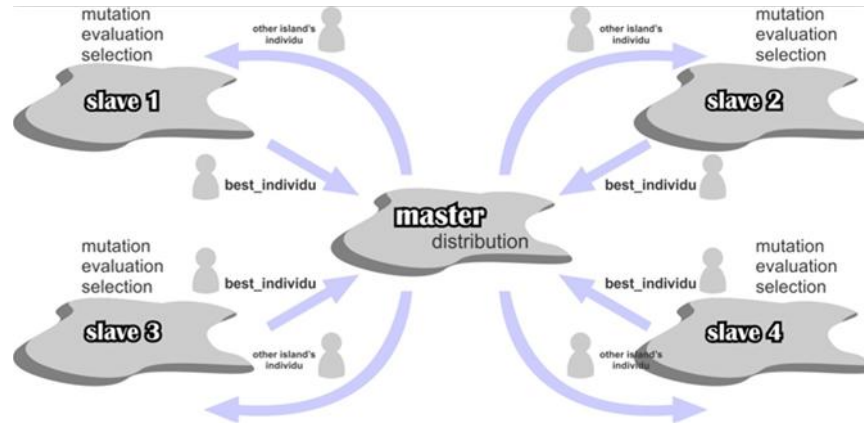 mutation
evaluation
selection
slave 1
other island's
individu
other island's
individu
mutation
evaluation
selection
slave 2
best_individu
best_individu
master
distribution
mutation
evaluation
selection
slave 3
best_individu
best_individu
mutation
evaluation
selection
slave 4
other island's
individu
other island's
individu